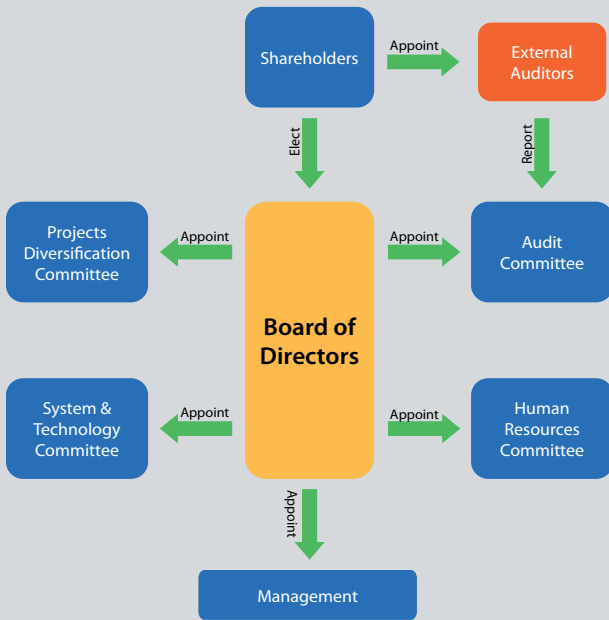 Shareholders
Appoint
External
Auditors
Elect
Report
Projects
Diversification
Committee
Appoint
Appoint
Audit
Committee
Board of
Directors
System &
Technology
Committee
Appoint
Appoint
Human
Resources
Committee
Appoint
Management